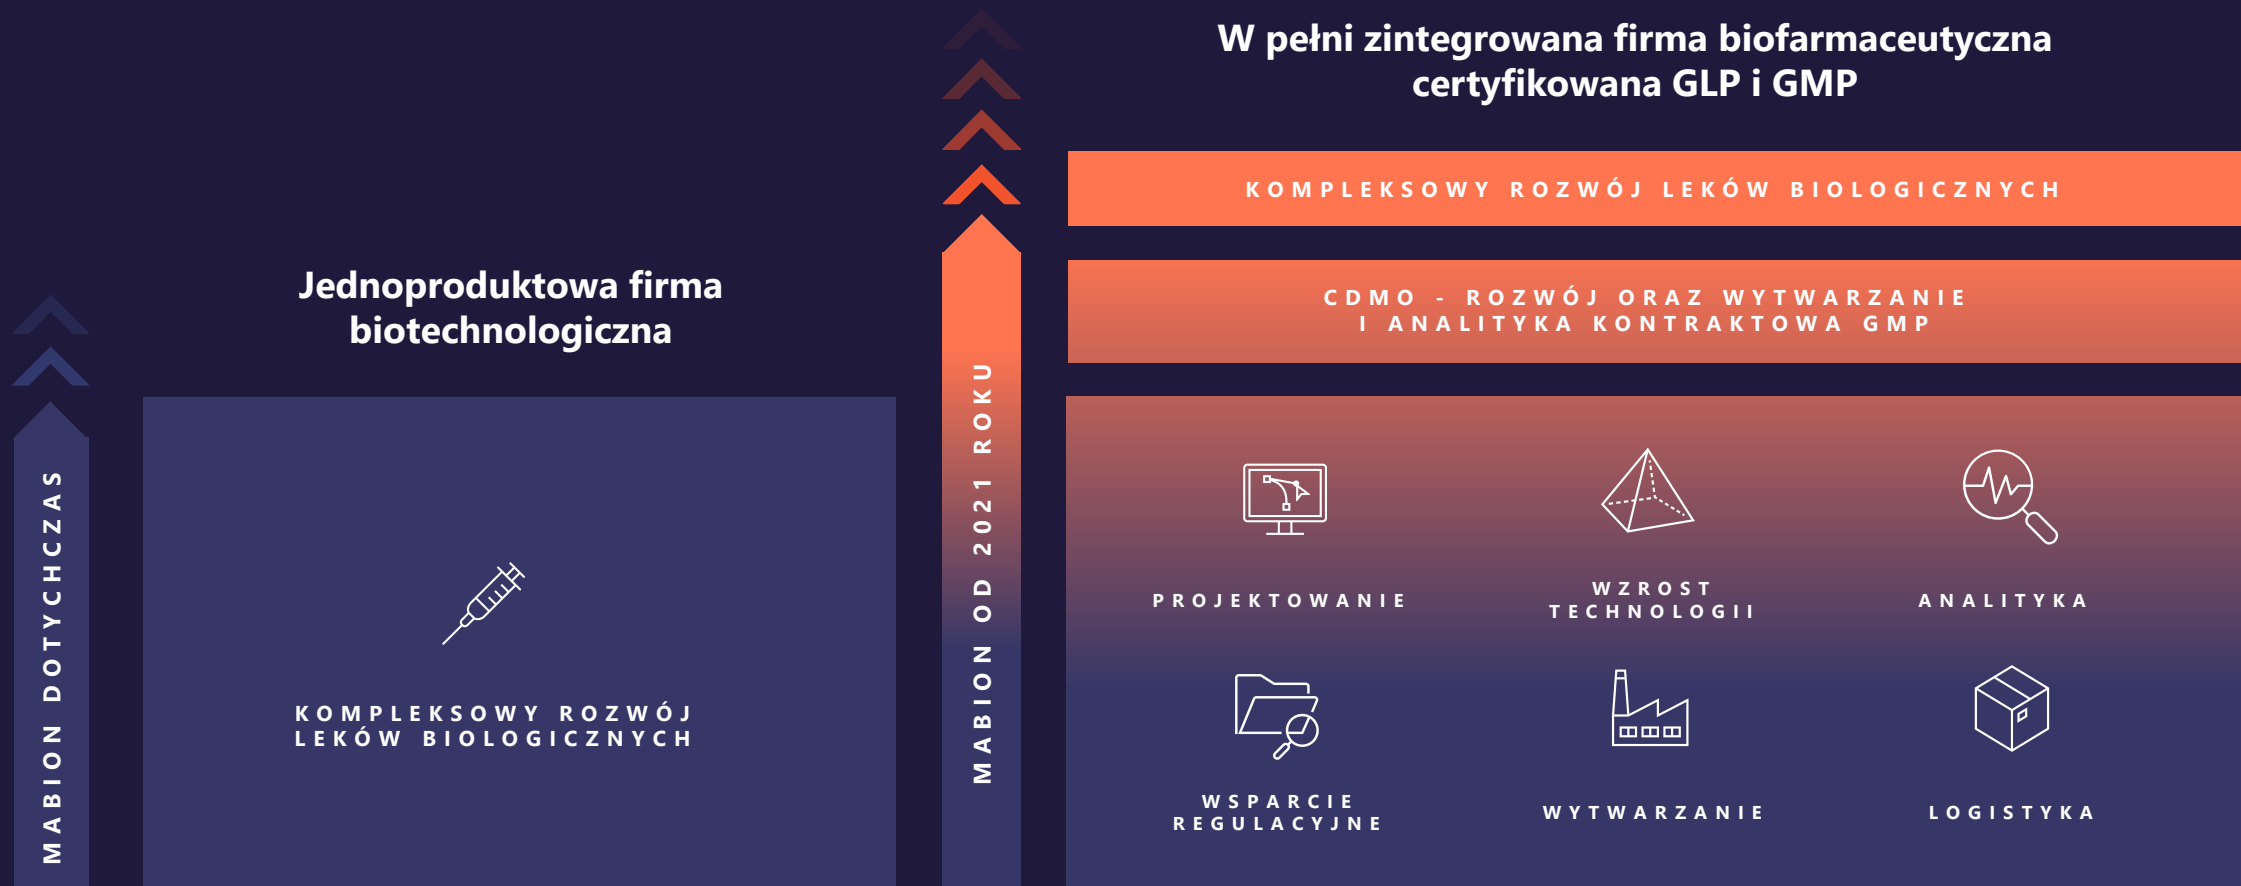 MABION DOTYCHCZAS
Jednoproduktowa firma
biotechnologiczna
KOMPLEKSOWY ROZWÓJ
LEKÓW BIOLOGICZNYCH
MABION OD 2021 ROKU
W pełni zintegrowana firma biofarmaceutyczna
certyfikowana GLP i GMP
KOMPLEKSOWY ROZWÓJ LEKÓW BIOLOGICZNYCH
CDMO - ROZWÓJ ORAZ WYTWARZANIE
I ANALITYKA KONTRAKTOWA GMP
PROJEKTOWANIE
WZROST
TECHNOLOGII
ANALITYKA
WSPARCIE
REGULACYJNE
WYTWARZANIE
LOGISTYKA